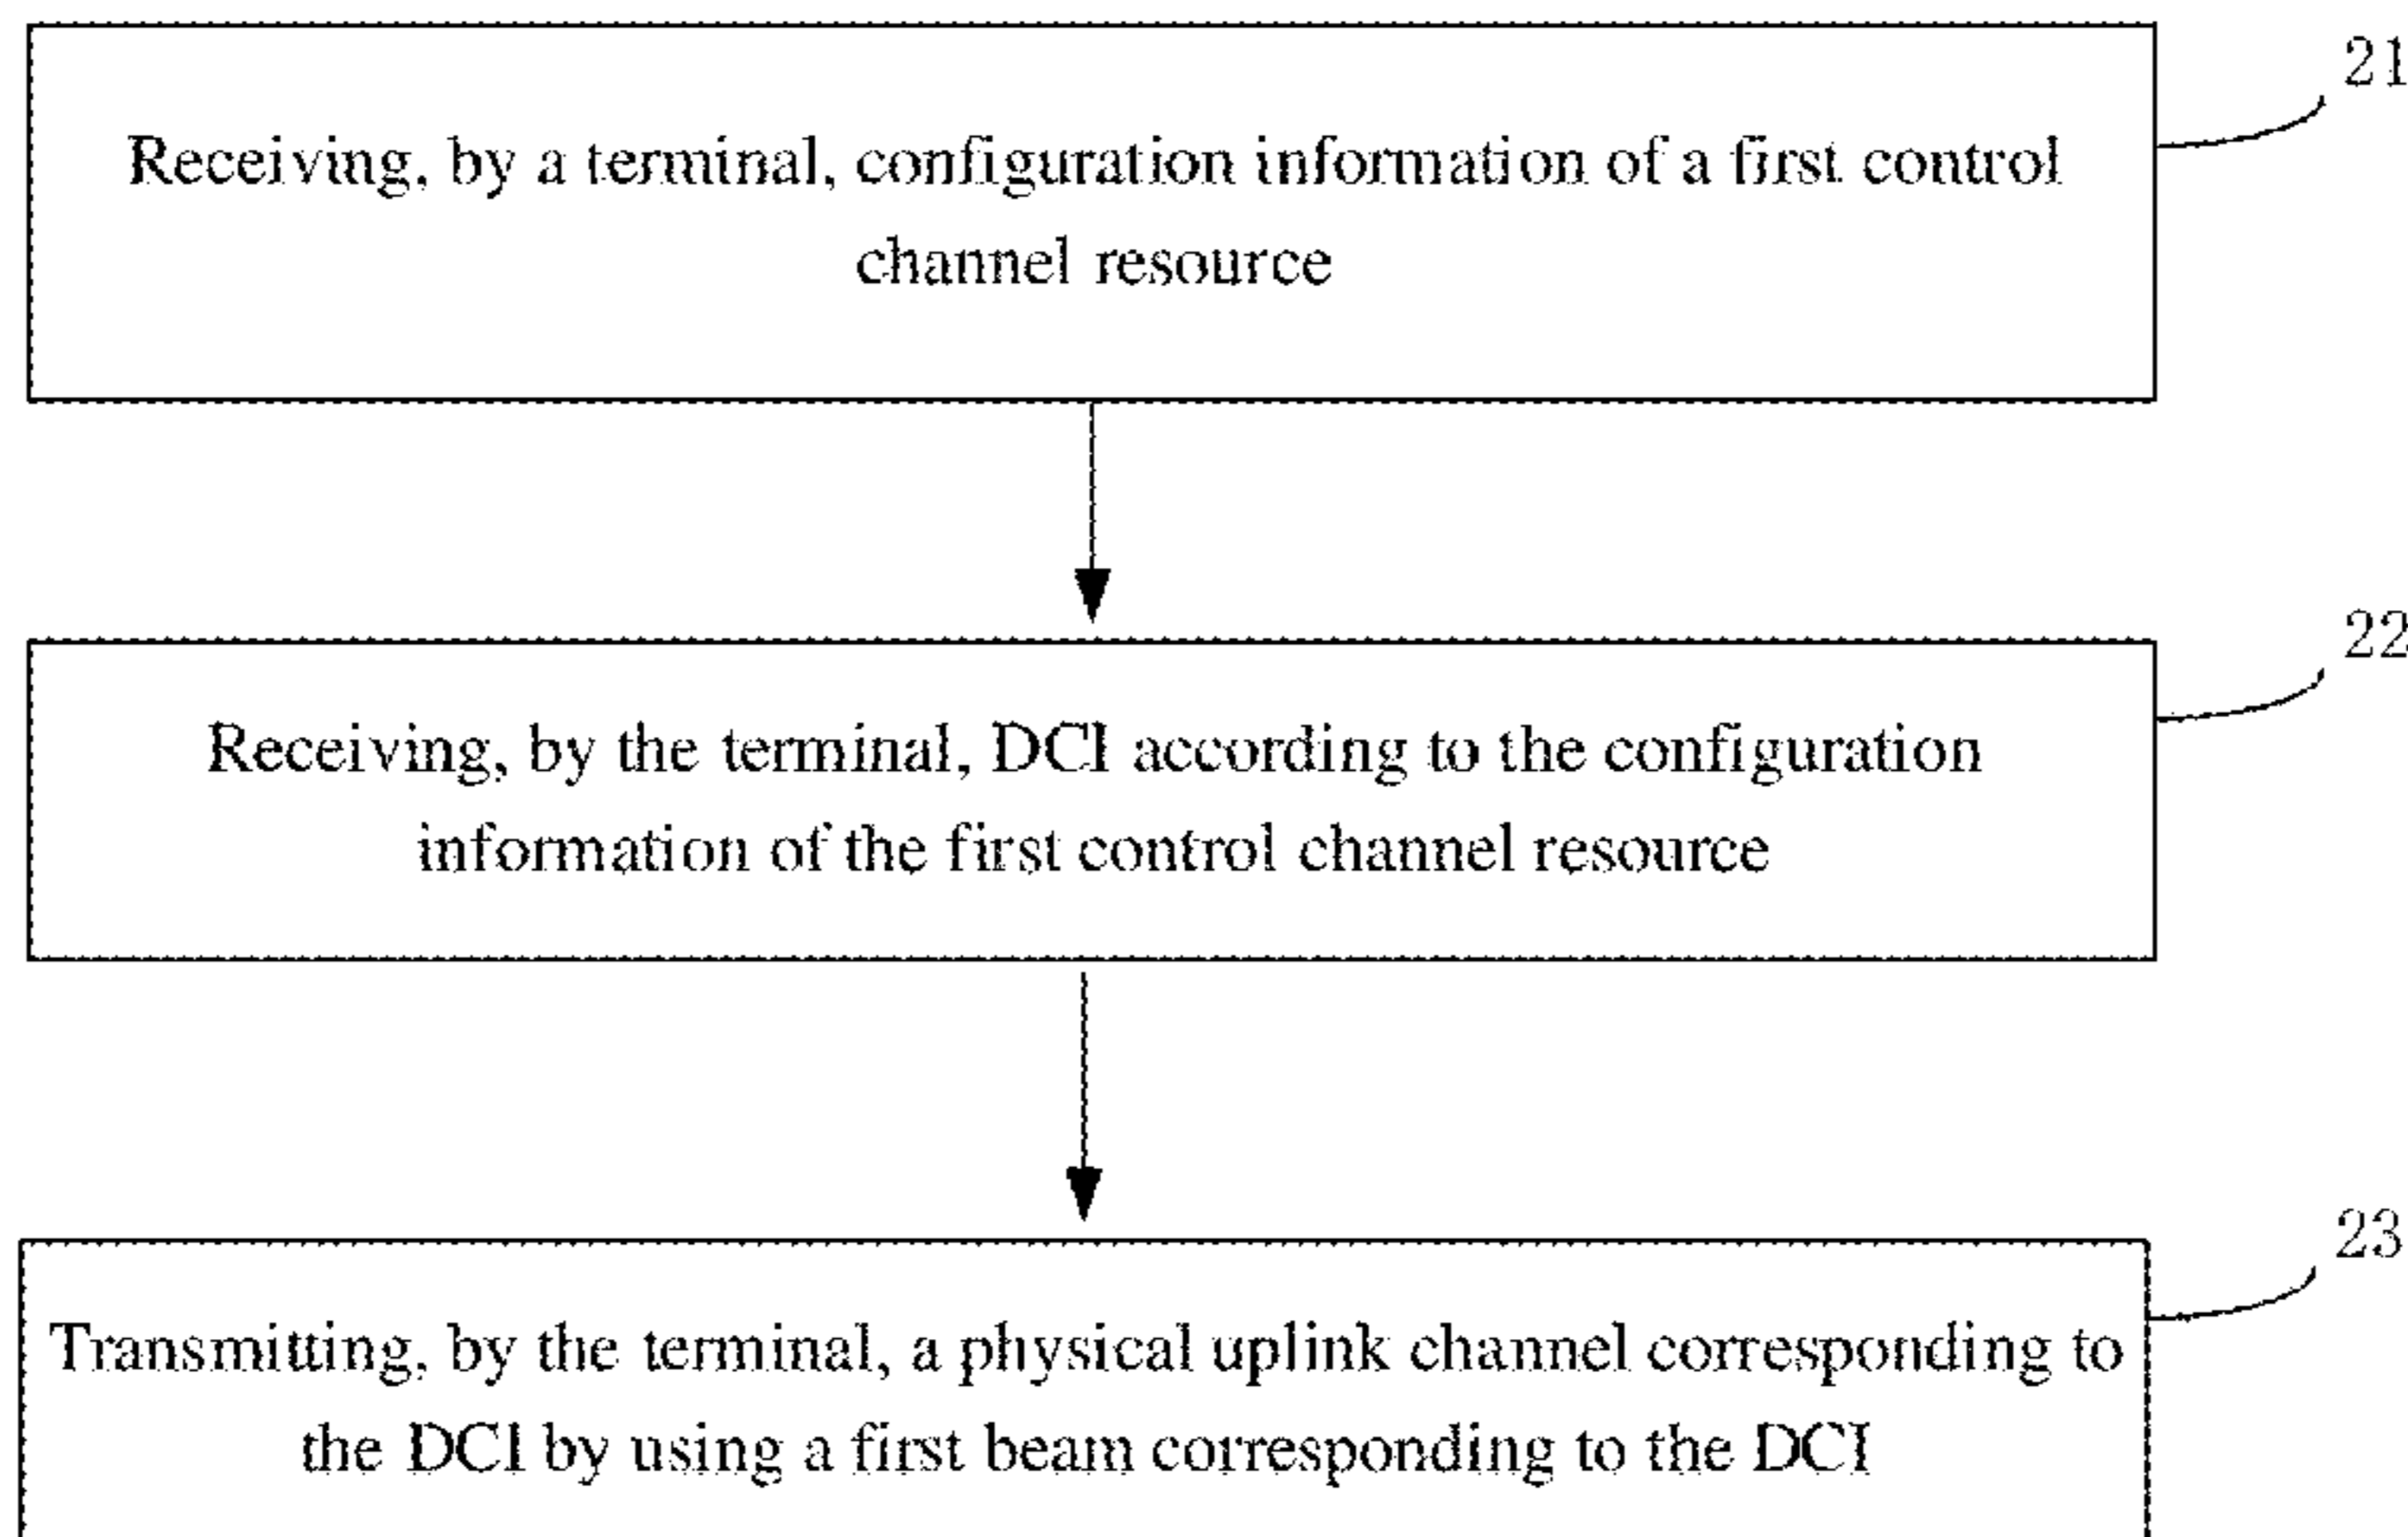 21
Receiving, by a terminal, configuration information of a first control
channel resource
22
Receiving, by the terminal, DCI according to the configuration
information of the first control channel resource
23
Transmitting, by the terminal, a physical uplink channel corresponding to
the DCI by using a first beam corresponding to the DCI